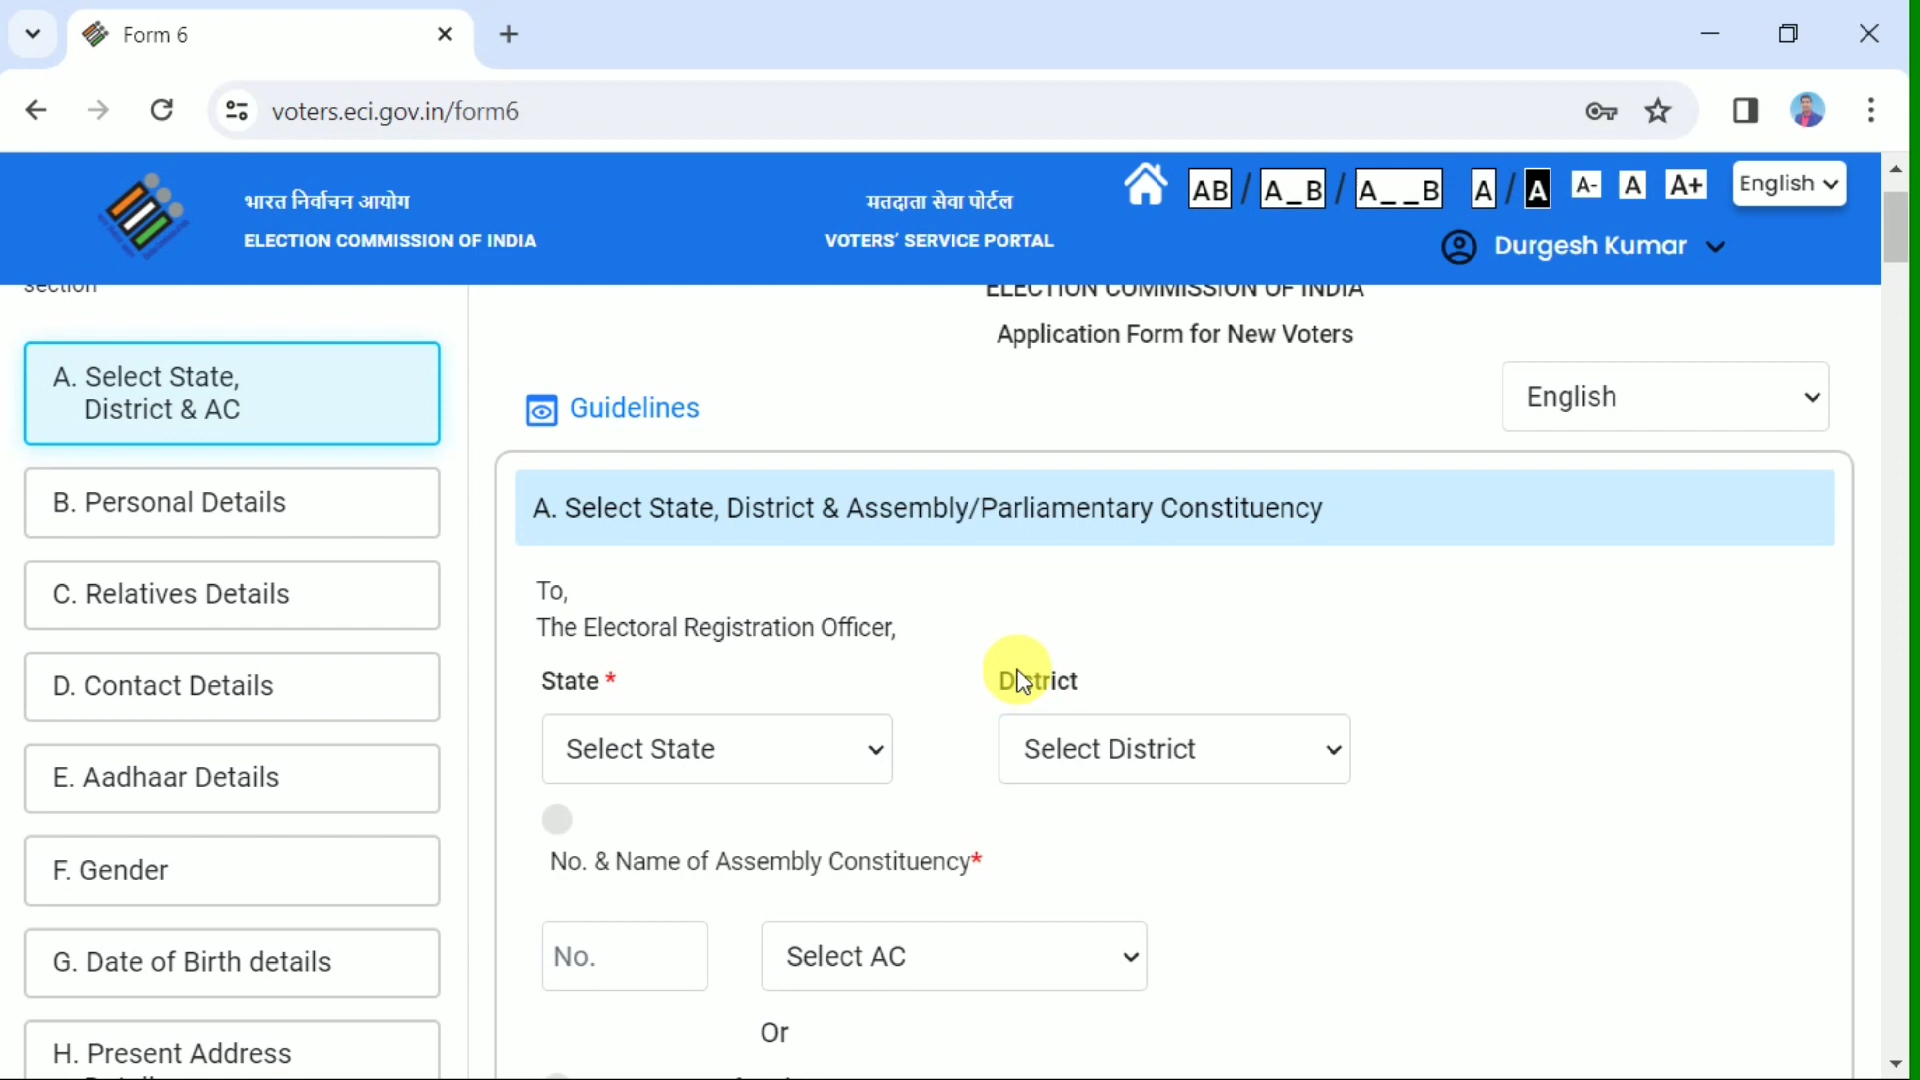 Form 6
voters.eci.gov.in/form6
भारत निर्वाचन आयोग
ELECTION COMMISSION OF INDIA
मतदाता सेवा पोर्टल
VOTERS' SERVICE PORTAL
AB / A_B / A__B A / A A- A A+ English
Durgesh Kumar
section
A. Select State,
District & AC
B. Personal Details
C. Relatives Details
D. Contact Details
E. Aadhaar Details
F. Gender
G. Date of Birth details
H. Present Address
ELECTION COMMISSION OF INDIA
Application Form for New Voters
English
Guidelines
A. Select State, District & Assembly/Parliamentary Constituency
To,
The Electoral Registration Officer,
State * District
Select State Select District
No. & Name of Assembly Constituency*
No. Select AC
Or